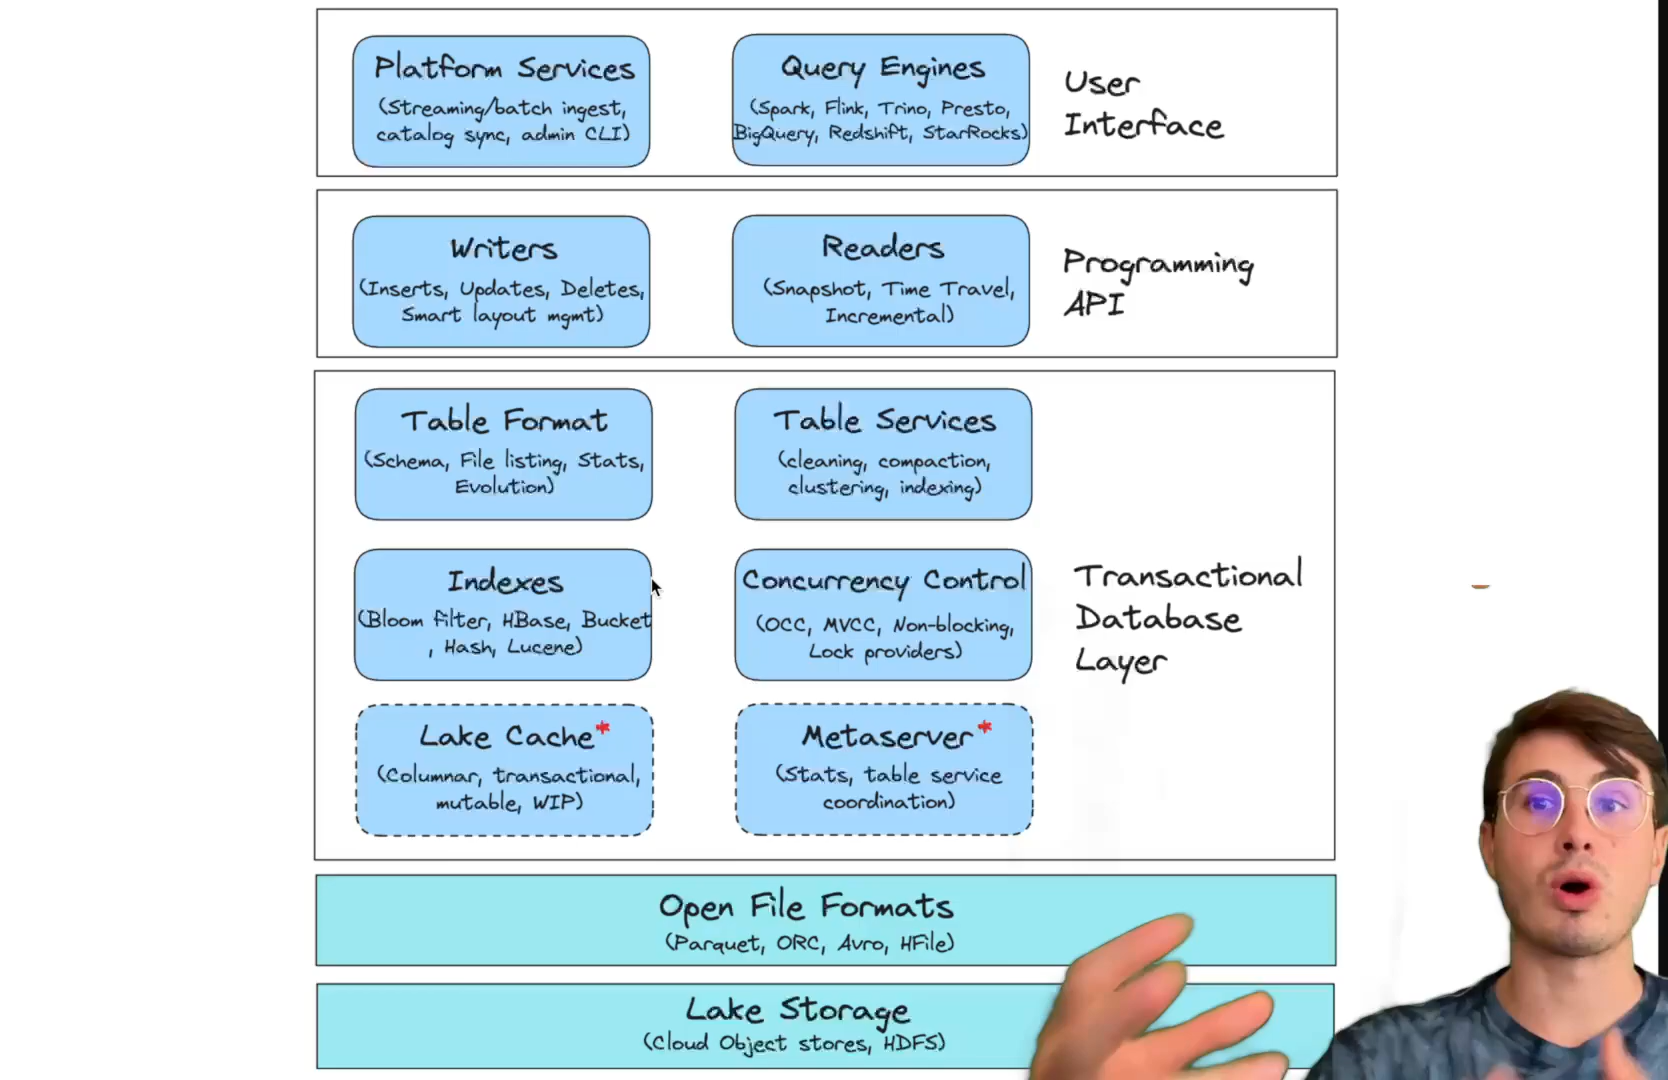 Platform Services
(Streaming/batch ingest,
catalog sync, admin CLI)
Query Engines
(Spark, Flink, Trino, Presto,
BigQuery, Redshift, StarRocks)
User
Interface
Writers
(Inserts, Updates, Deletes,
Smart layout mgmt)
Readers
(Snapshot, Time Travel,
Incremental)
Programming
API
Table Format
(Schema, File listing, Stats,
Evolution)
Table Services
(cleaning, compaction,
clustering, indexing)
Indexes
(Bloom filter, HBase, Bucket
, Hash, Lucene)
Concurrency Control
(OCC, MVCC, Non-blocking,
Lock providers)
Transactional
Database
Layer
Lake Cache*
(Columnar, transactional,
mutable, WIP)
Metaserver*
(Stats, table service
coordination)
Open File Formats
(Parquet, ORC, Avro, HFile)
Lake Storage
(Cloud Object stores, HDFS)